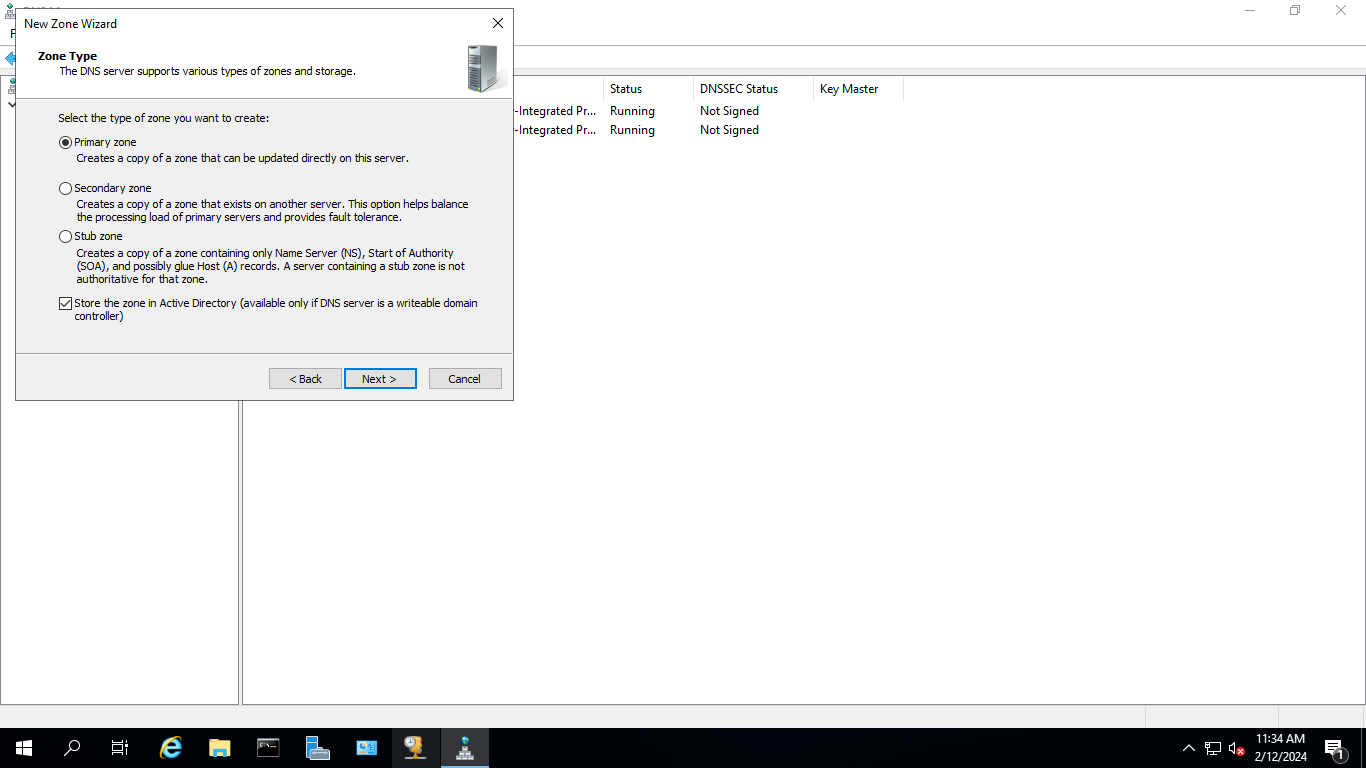 New Zone Wizard
Zone Type
The DNS server supports various types of zones and storage.
Status
DNSSEC Status
Key Master
-Integrated Pr...
Running
Not Signed
-Integrated Pr...
Running
Not Signed
Select the type of zone you want to create:
Primary zone
Creates a copy of a zone that can be updated directly on this server.
Secondary zone
Creates a copy of a zone that exists on another server. This option helps balance
the processing load of primary servers and provides fault tolerance.
Stub zone
Creates a copy of a zone containing only Name Server (NS), Start of Authority
(SOA), and possibly glue Host (A) records. A server containing a stub zone is not
authoritative for that zone.
Store the zone in Active Directory (available only if DNS server is a writeable domain
controller)
< Back
Next >
Cancel
11:34 AM
2/12/2024
1